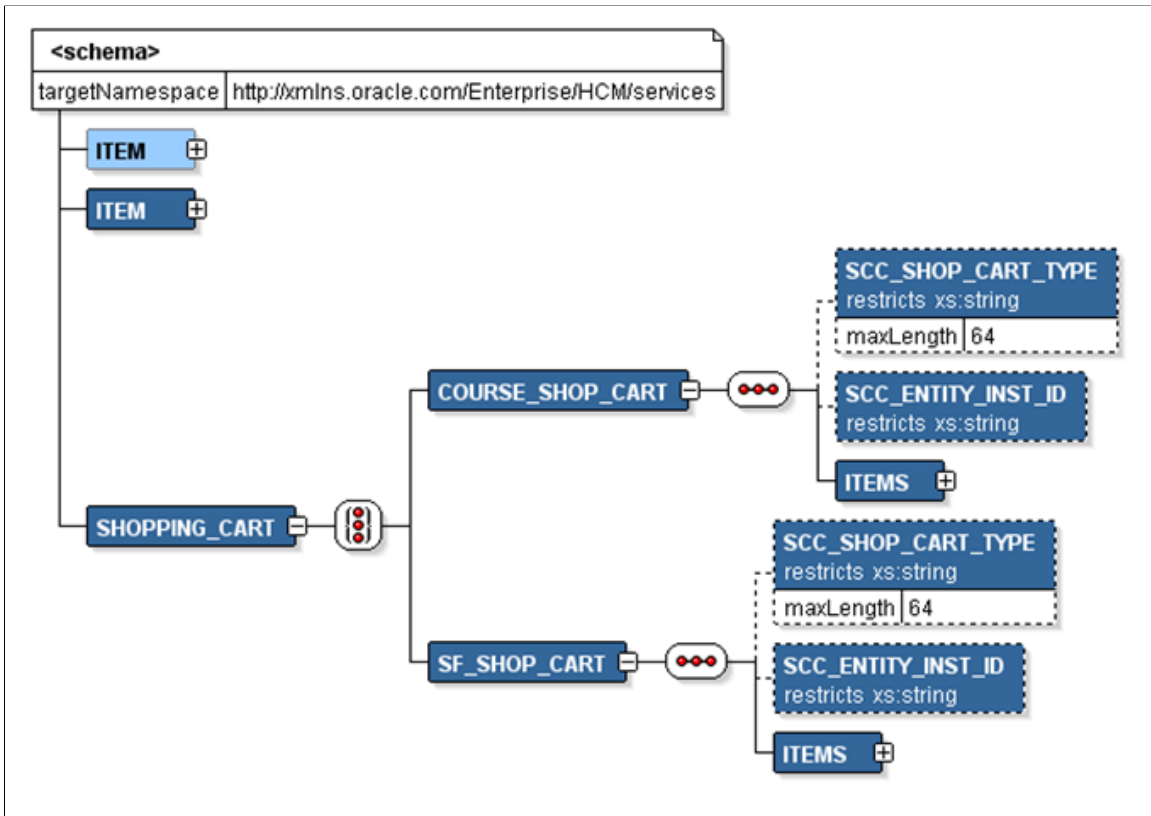 <schema>
targetNamespace http://xmlns.oracle.com/Enterprise/HCM/services
ITEM
ITEM
SHOPPING_CART
COURSE_SHOP_CART
SCC_SHOP_CART_TYPE
restricts xs:string
maxLength 64
SCC_ENTITY_INST_ID
restricts xs:string
ITEMS
SF_SHOP_CART
SCC_SHOP_CART_TYPE
restricts xs:string
maxLength 64
SCC_ENTITY_INST_ID
restricts xs:string
ITEMS